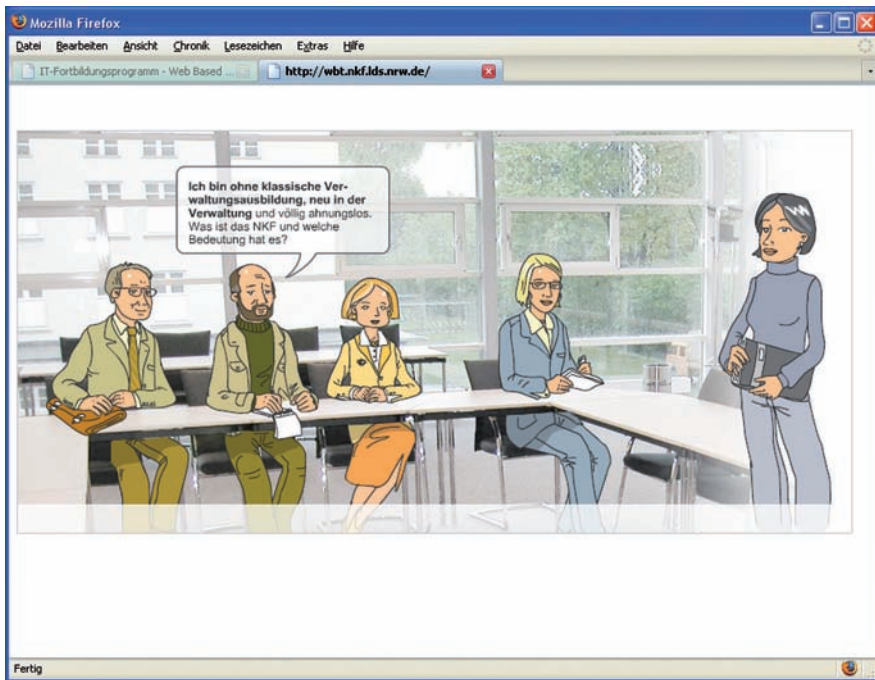 Mozilla Firefox
Datei Bearbeiten Ansicht Chronik Lesezeichen Extras Hilfe
IT-Fortbildungsprogramm - Web Based ...
http://wbt.nkf.lds.nrw.de/
Ich bin ohne klassische Ver-
waltungsausbildung, neu in der
Verwaltung und völlig ahnungslos.
Was ist das NKF und welche
Bedeutung hat es?
Fertig